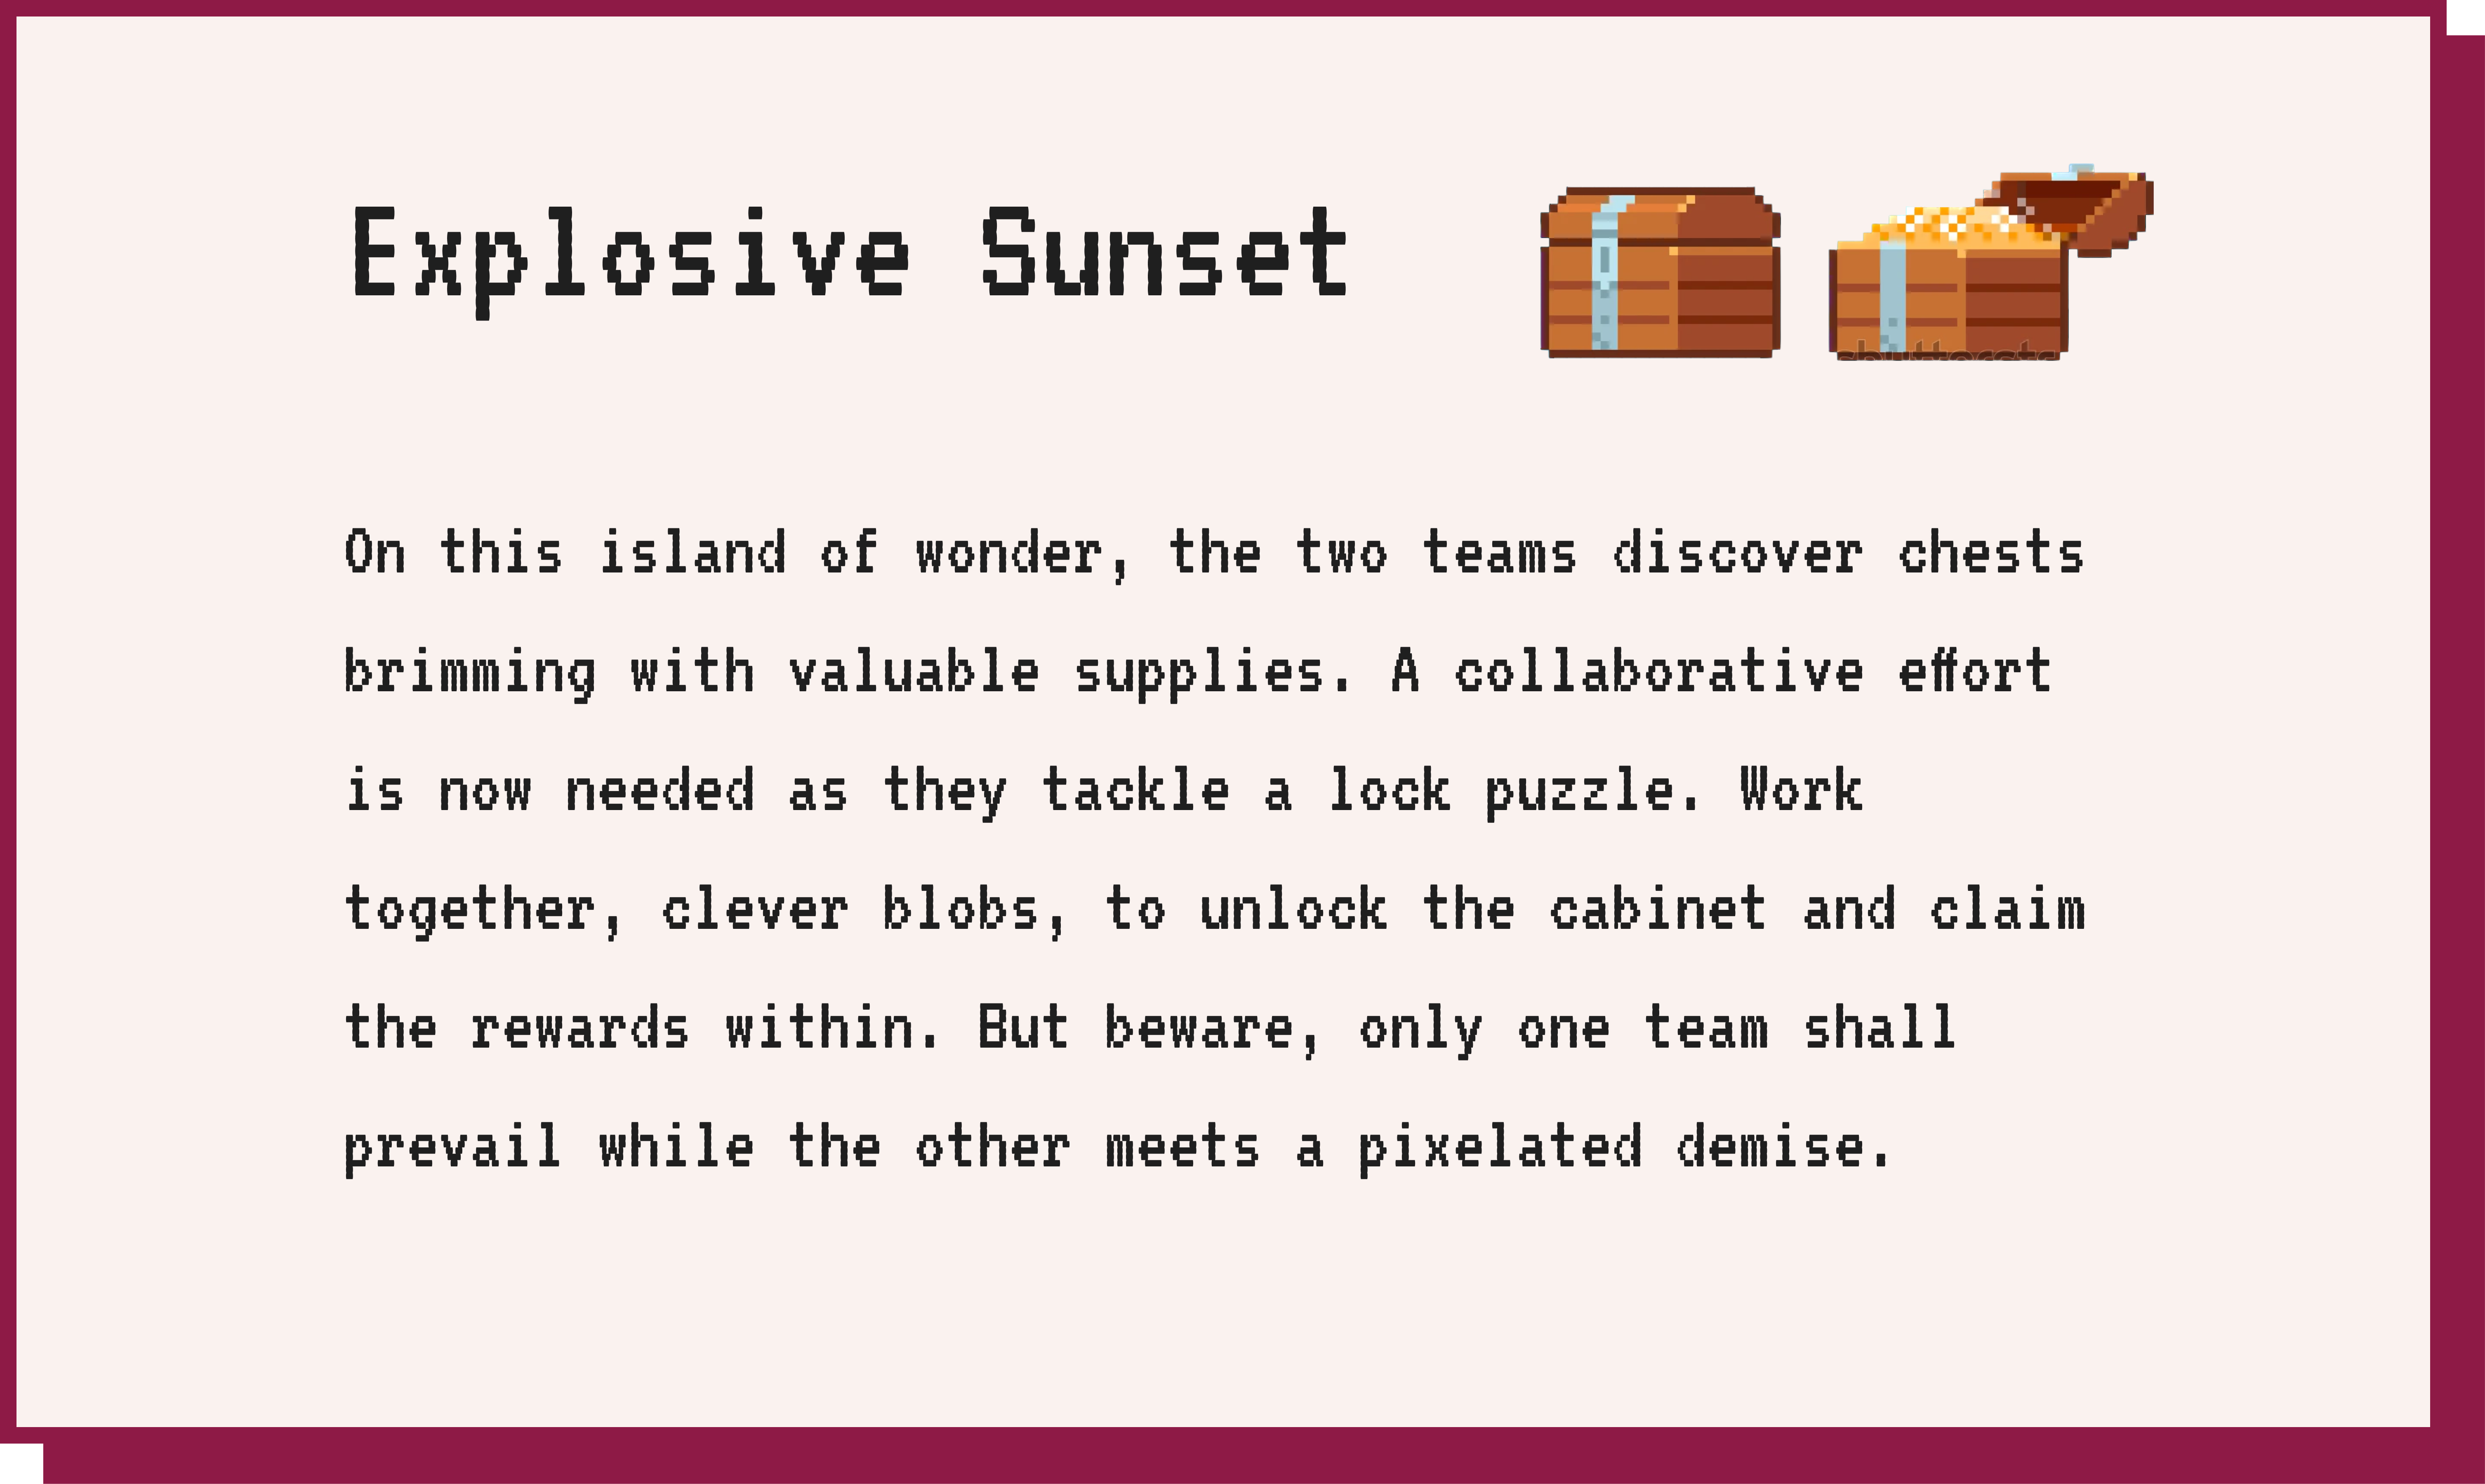 Explosive Sunset
On this island of wonder, the two teams discover chests
brimming with valuable supplies. A collaborative effort
is now needed as they tackle a lock puzzle. Work
together, clever blobs, to unlock the cabinet and claim
the rewards within. But beware, only one team shall
prevail while the other meets a pixelated demise.